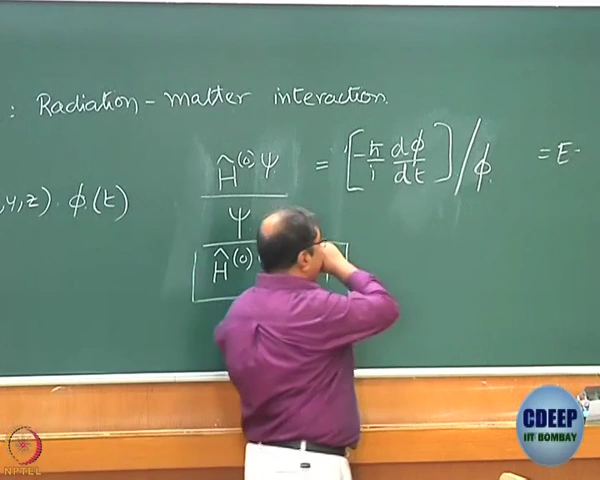 : Radiation - matter interaction.
,y,z) · φ(t)
Ĥ⁽⁰⁾Ψ / Ψ = [-ħ/i dφ/dt] / φ = E
Ĥ⁽⁰⁾
NPTEL
CDEEP
IIT BOMBAY